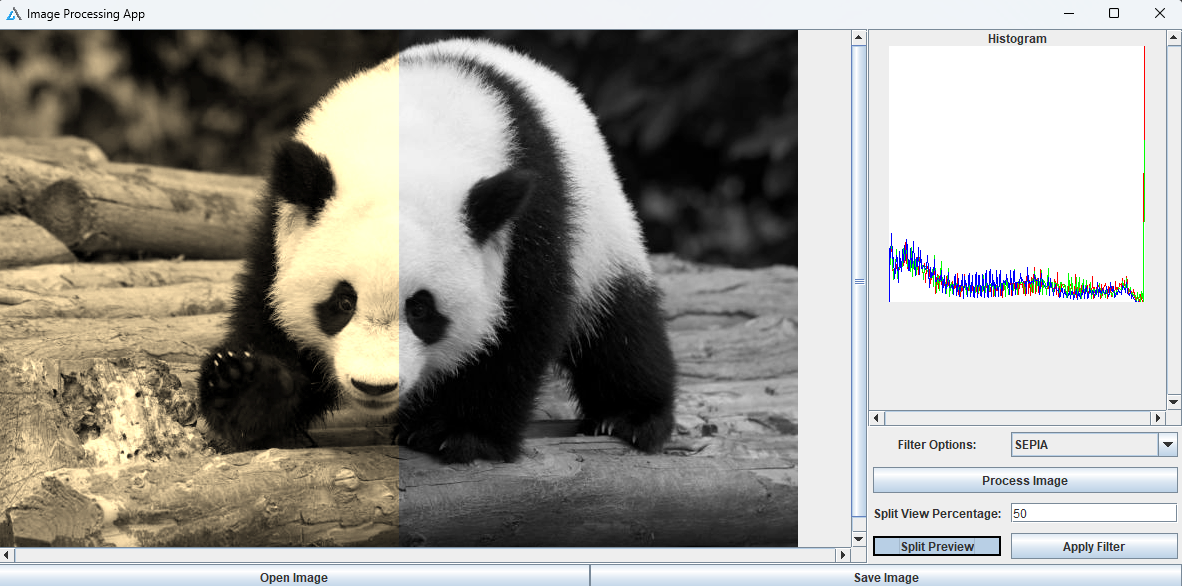 Image Processing App
Histogram
Filter Options:
SEPIA
Process Image
Split View Percentage:
50
Split Preview
Apply Filter
Open Image
Save Image